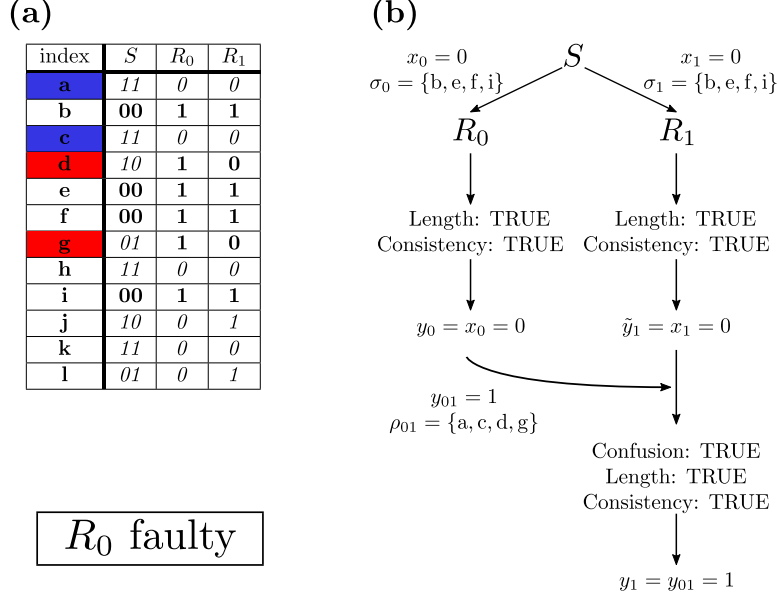 (a)
index S R₀ R₁
a 11 0 0
b 00 1 1
c 11 0 0
d 10 1 0
e 00 1 1
f 00 1 1
g 01 1 0
h 11 0 0
i 00 1 1
j 10 0 1
k 11 0 0
l 01 0 1
R₀ faulty
(b)
S
x₀ = 0
σ₀ = {b, e, f, i}
x₁ = 0
σ₁ = {b, e, f, i}
R₀
R₁
Length: TRUE
Consistency: TRUE
Length: TRUE
Consistency: TRUE
y₀ = x₀ = 0
ỹ₁ = x₁ = 0
y₀₁ = 1
ρ₀₁ = {a, c, d, g}
Confusion: TRUE
Length: TRUE
Consistency: TRUE
y₁ = y₀₁ = 1